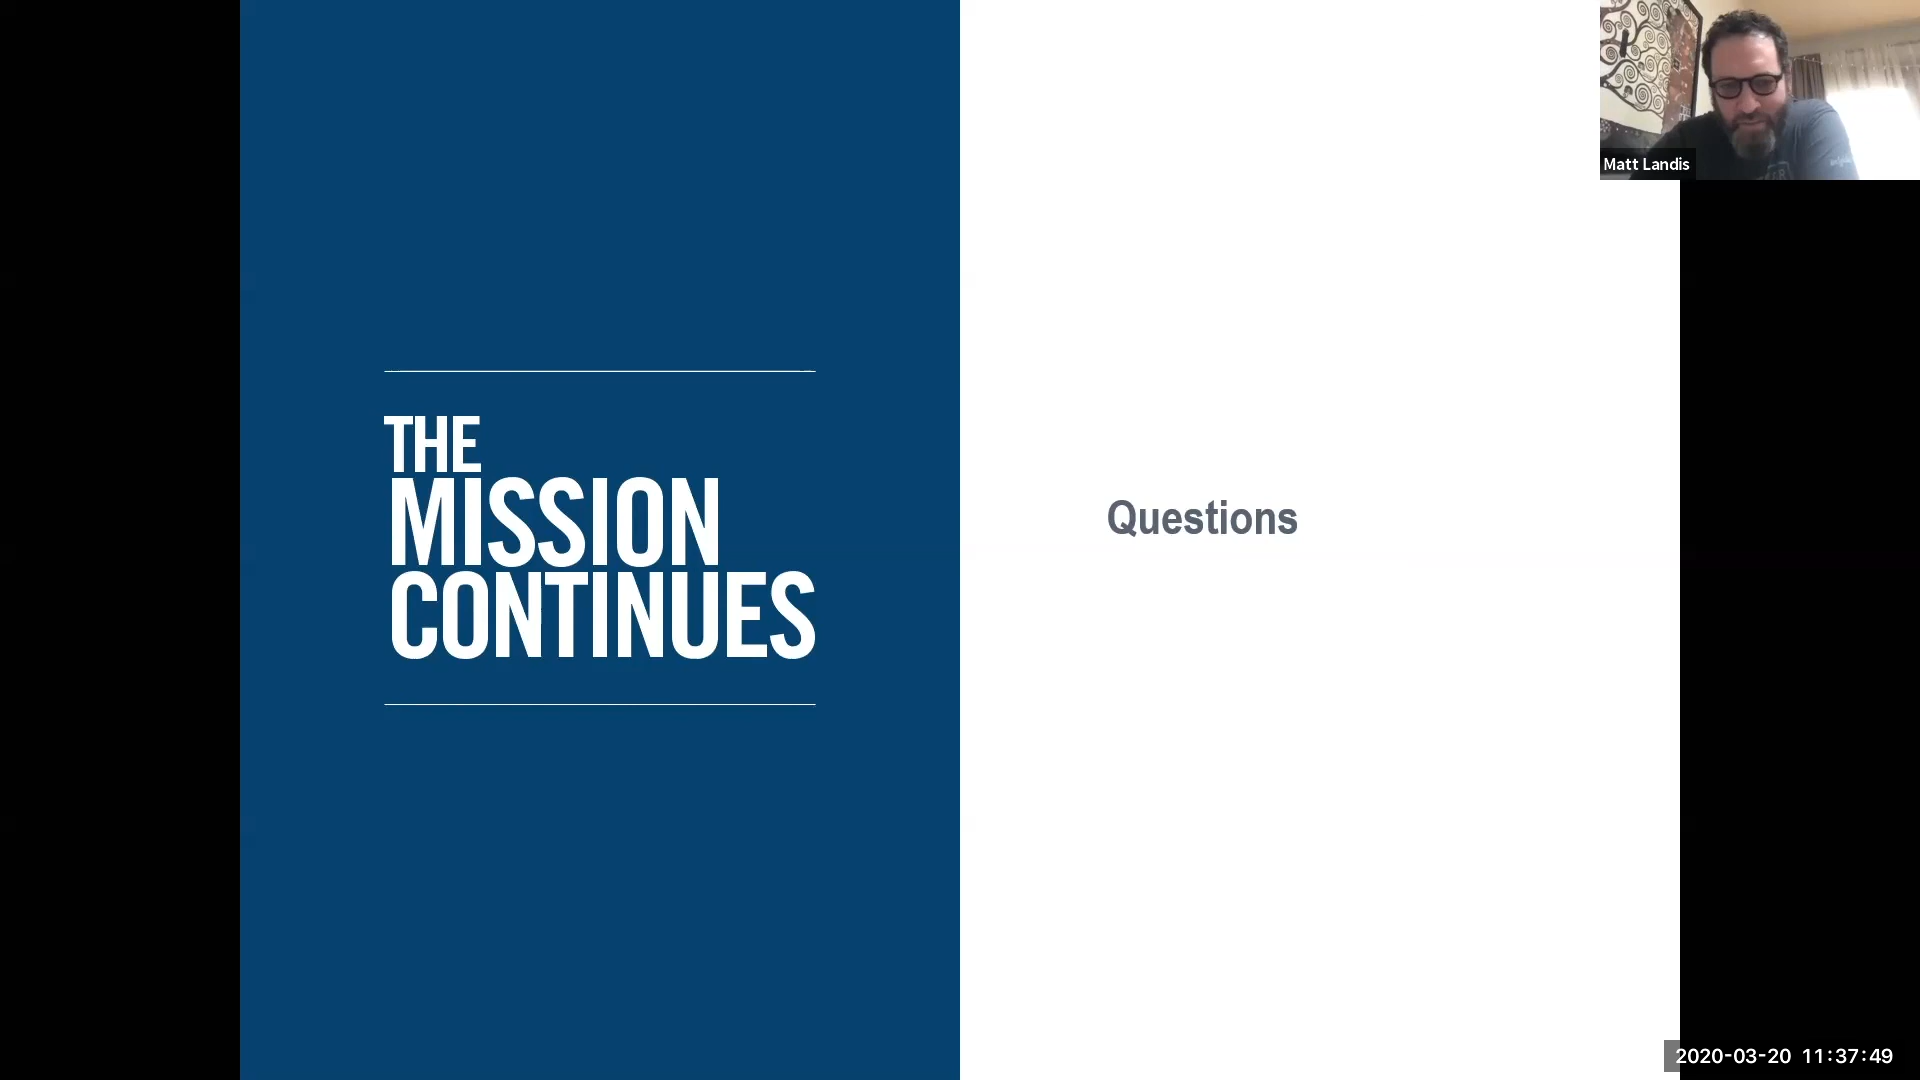 THE
MISSION
CONTINUES
Questions
Matt Landis
2020-03-20 11:37:49